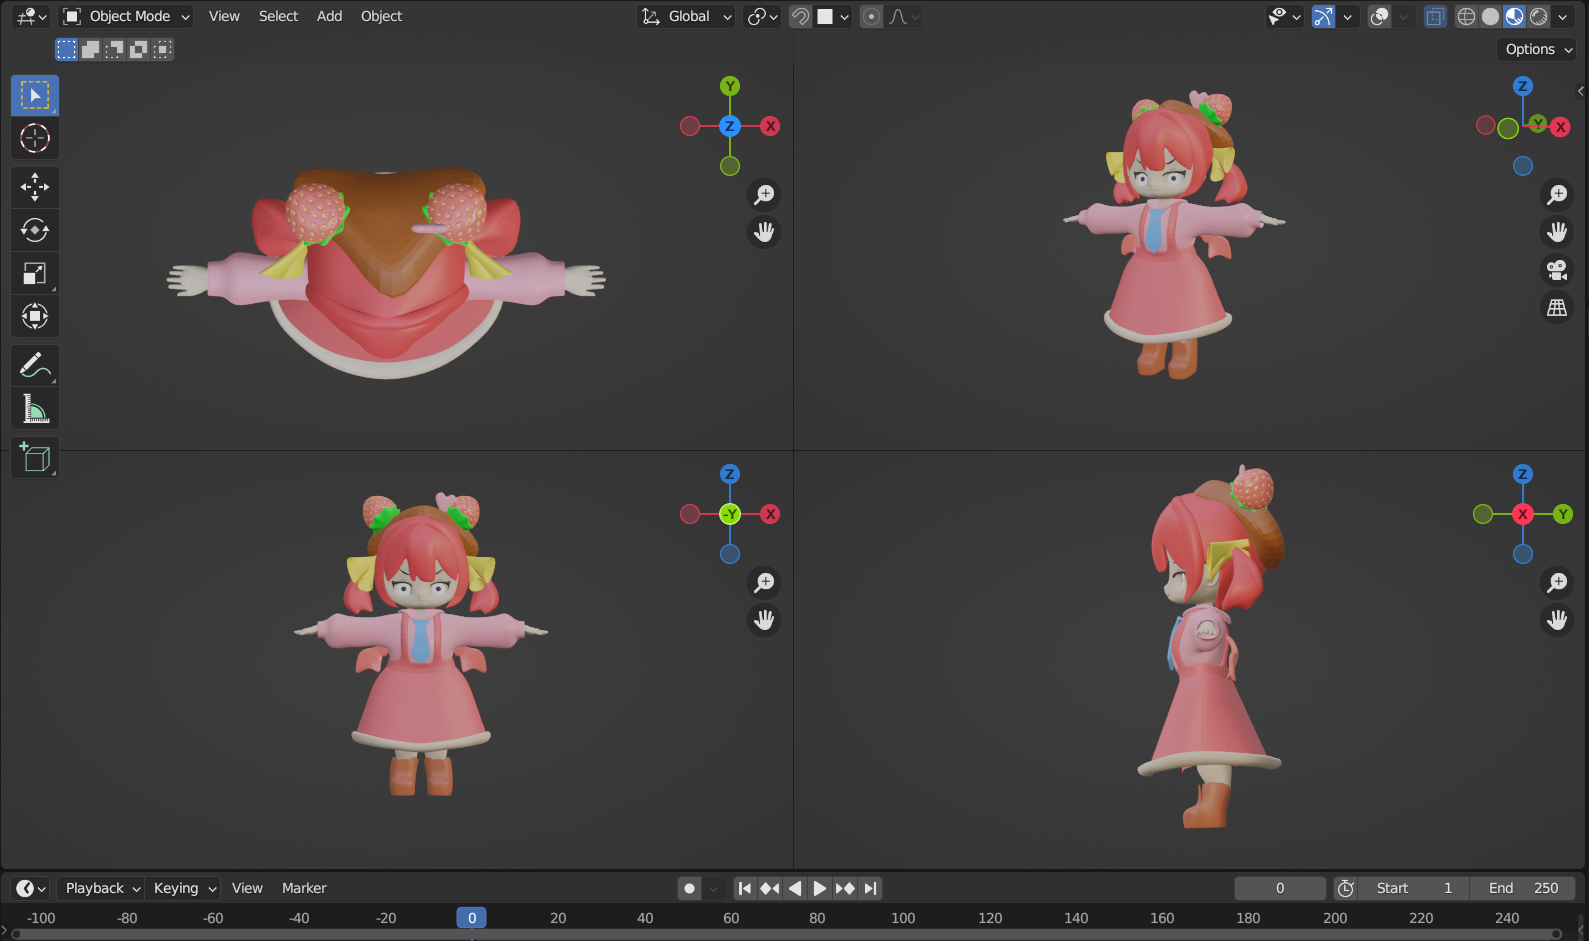 Object Mode View Select Add Object Global
Options
Y
Z X
Z
Y X
Z
-Y X
Z
X Y
Playback Keying View Marker 0 Start 1 End 250
-100 -80 -60 -40 -20 0 20 40 60 80 100 120 140 160 180 200 220 240